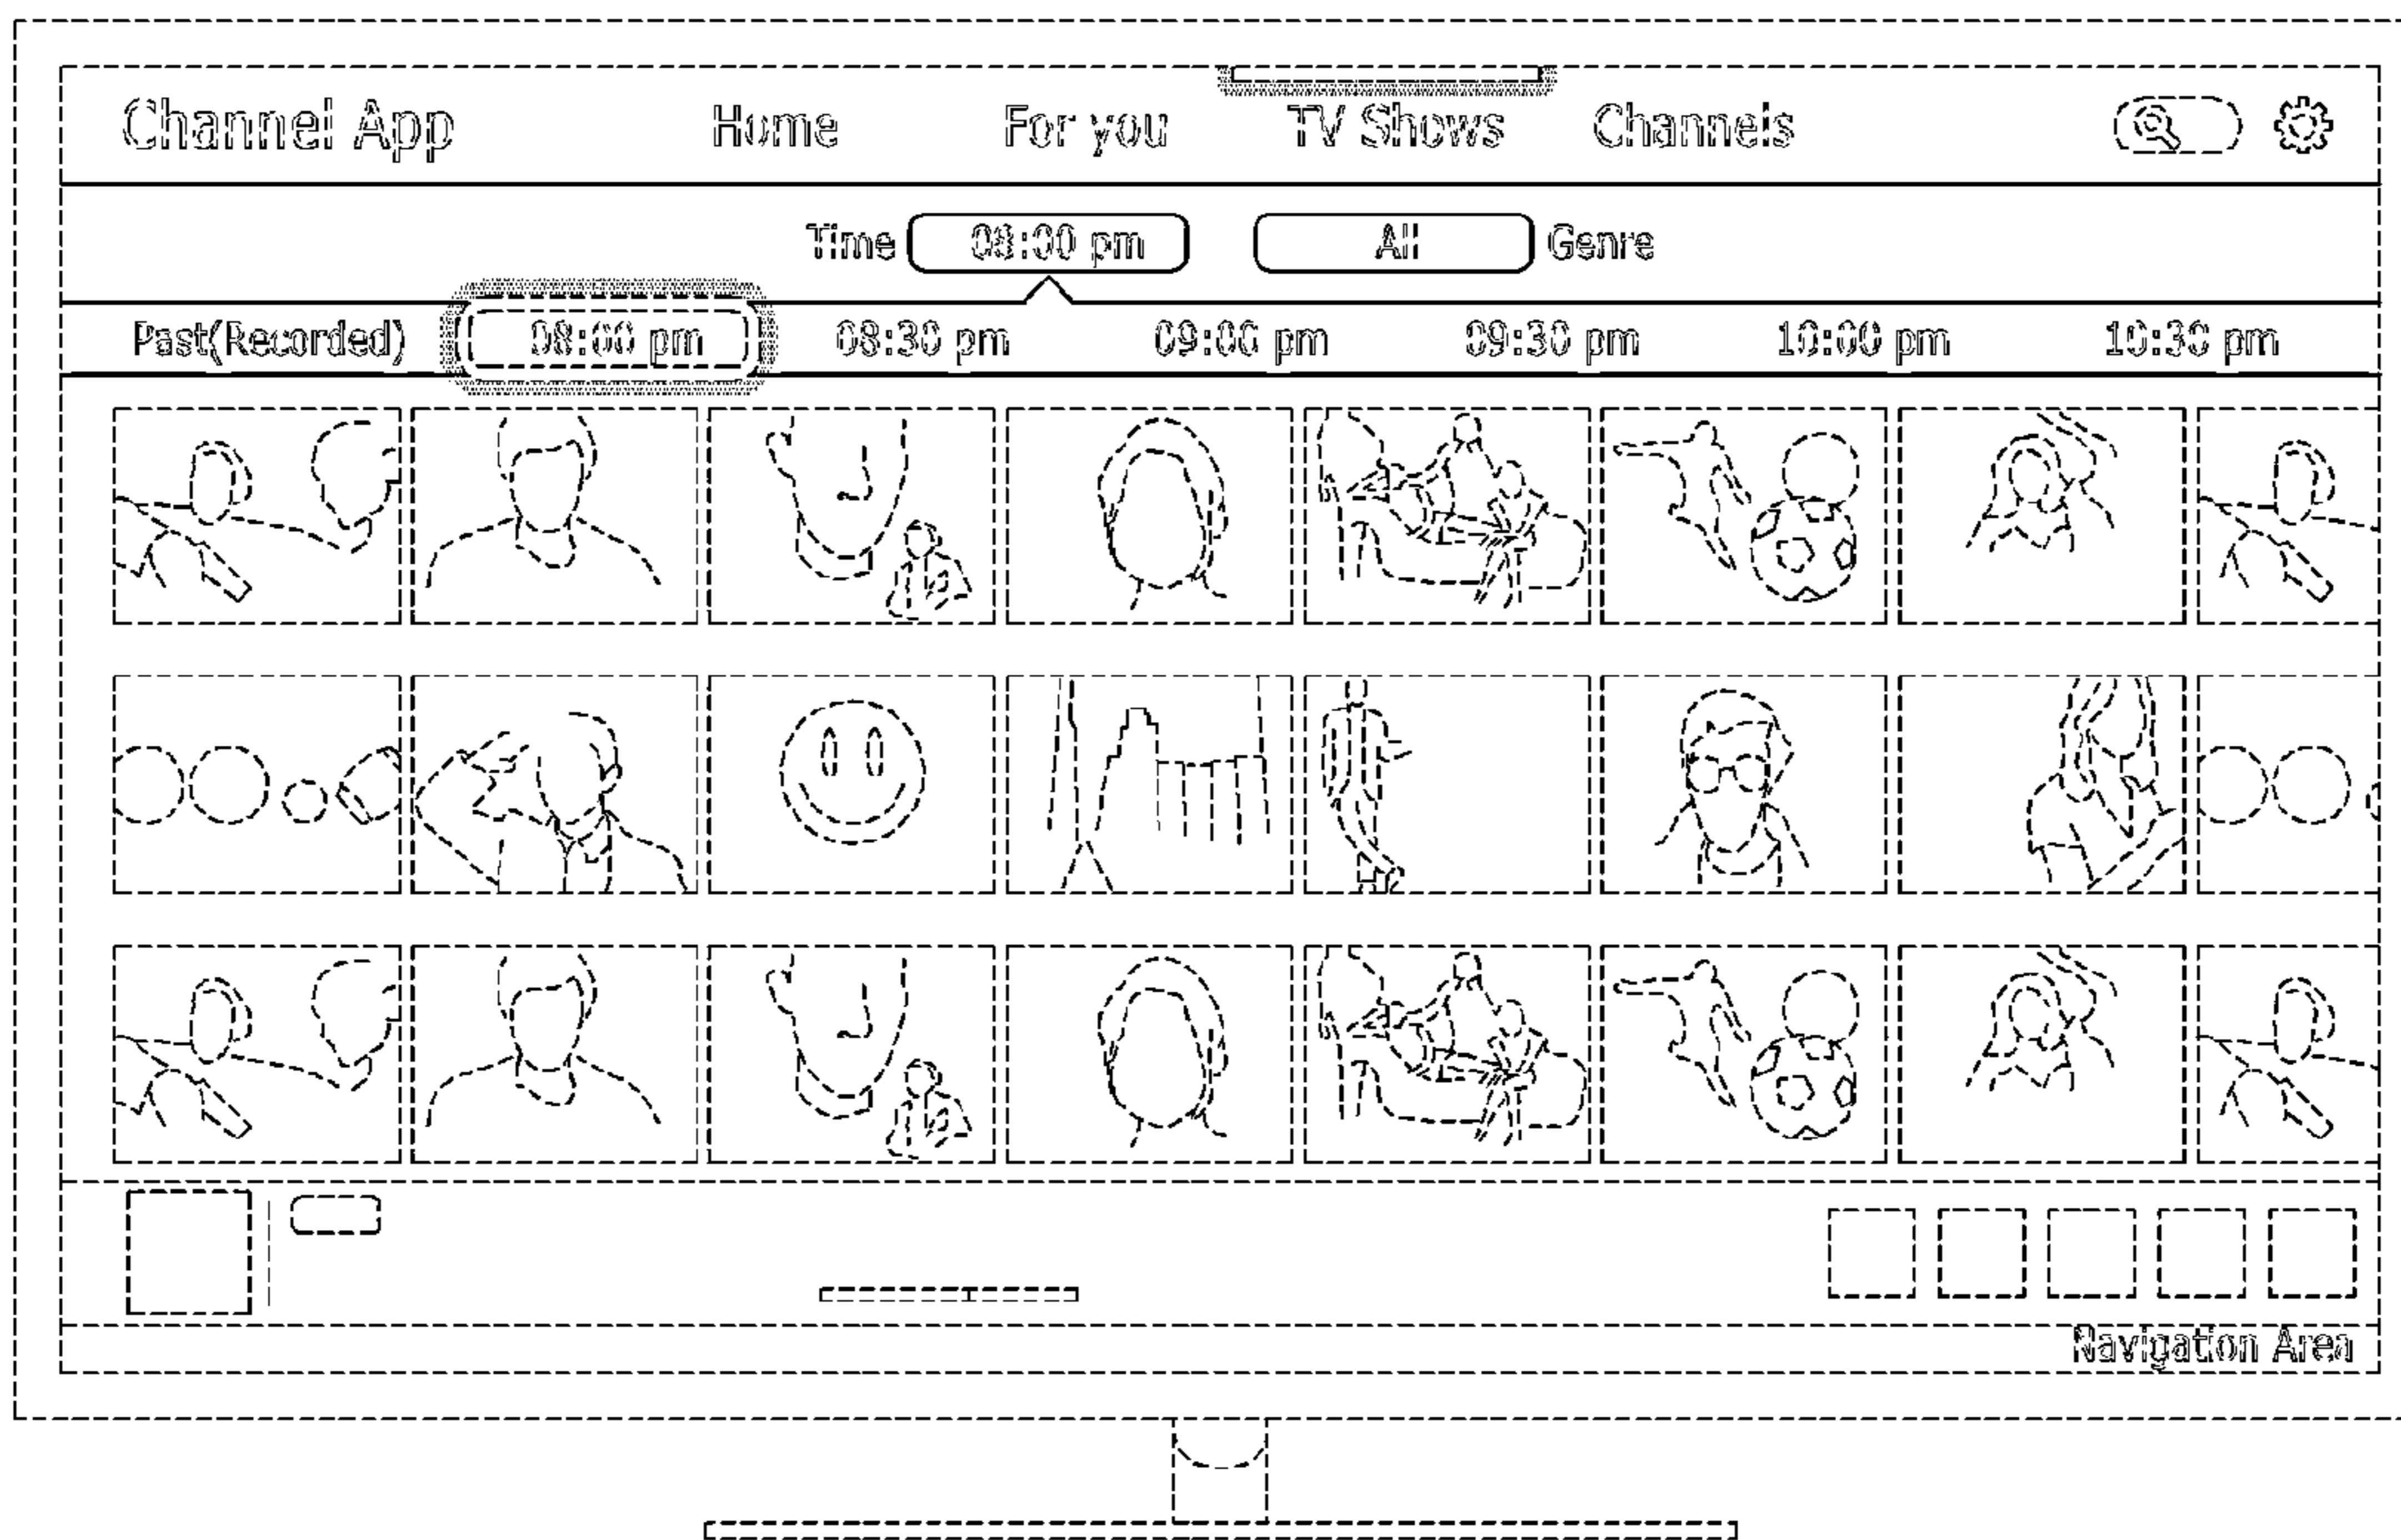 Channel App Home For you TV Shows Channels
Time 08:00 pm All Genre
Past(Recorded) 08:00 pm 08:30 pm 09:00 pm 09:30 pm 10:00 pm 10:30 pm
Navigation Area